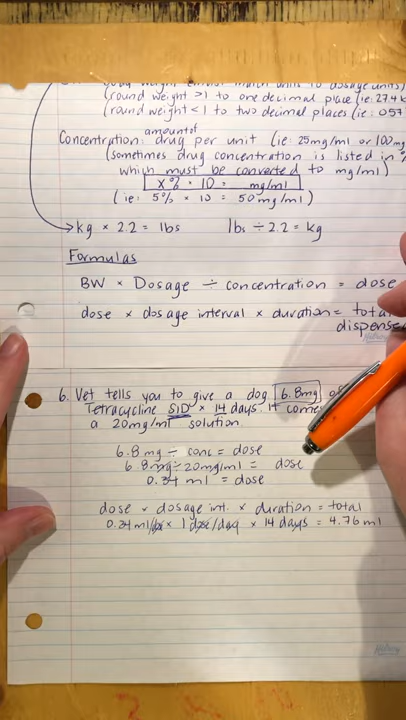 (round weight >1 to one decimal place (ie: 27.4 k
(round weight <1 to two decimal places (ie: 0.57
Concentration: amount of drug per unit (ie: 25mg/ml or 100mg
(sometimes drug concentration is listed in %
which must be converted to mg/ml)
X% × 10 = mg/ml
(ie: 5% × 10 = 50mg/ml)
kg × 2.2 = lbs lbs ÷ 2.2 = kg
Formulas
BW × Dosage ÷ concentration = dose
dose × dosage interval × duration = total
dispense
Hilroy
6. Vet tells you to give a dog 6.8mg of
Tetracycline SID × 14 days. It comes
a 20mg/ml solution.
6.8mg ÷ conc = dose
6.8mg ÷ 20mg/ml = dose
0.34 ml = dose
dose × dosage int. × duration = total
0.34 ml/dose × 1 dose/day × 14 days = 4.76 ml
Hilroy